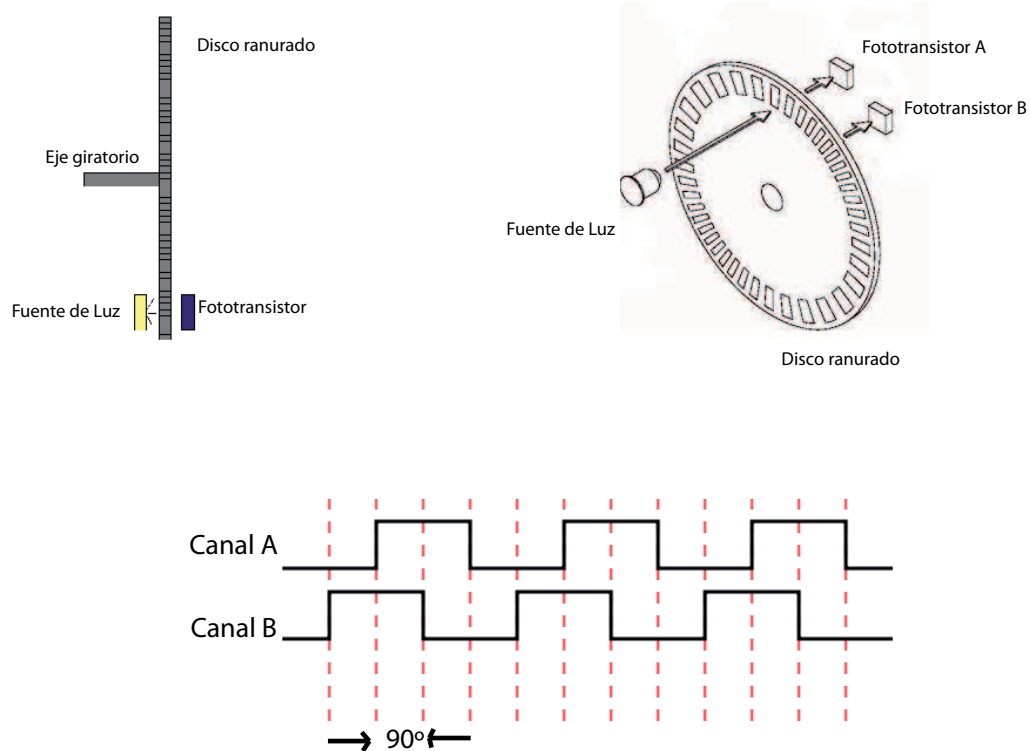 Disco ranurado
Eje giratorio
Fuente de Luz
Fototransistor
Fototransistor A
Fototransistor B
Fuente de Luz
Disco ranurado
Canal A
Canal B
90º